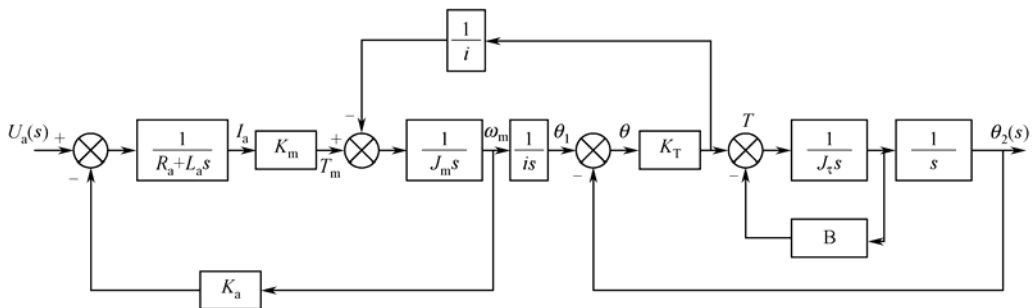 1
i
U_a(s)
+
−
1
R_a+L_a s
I_a
K_m
+
T_m
−
1
J_m s
ω_m
1
is
θ_1
−
θ
K_T
T
−
1
J_τ s
1
s
θ_2(s)
B
K_a